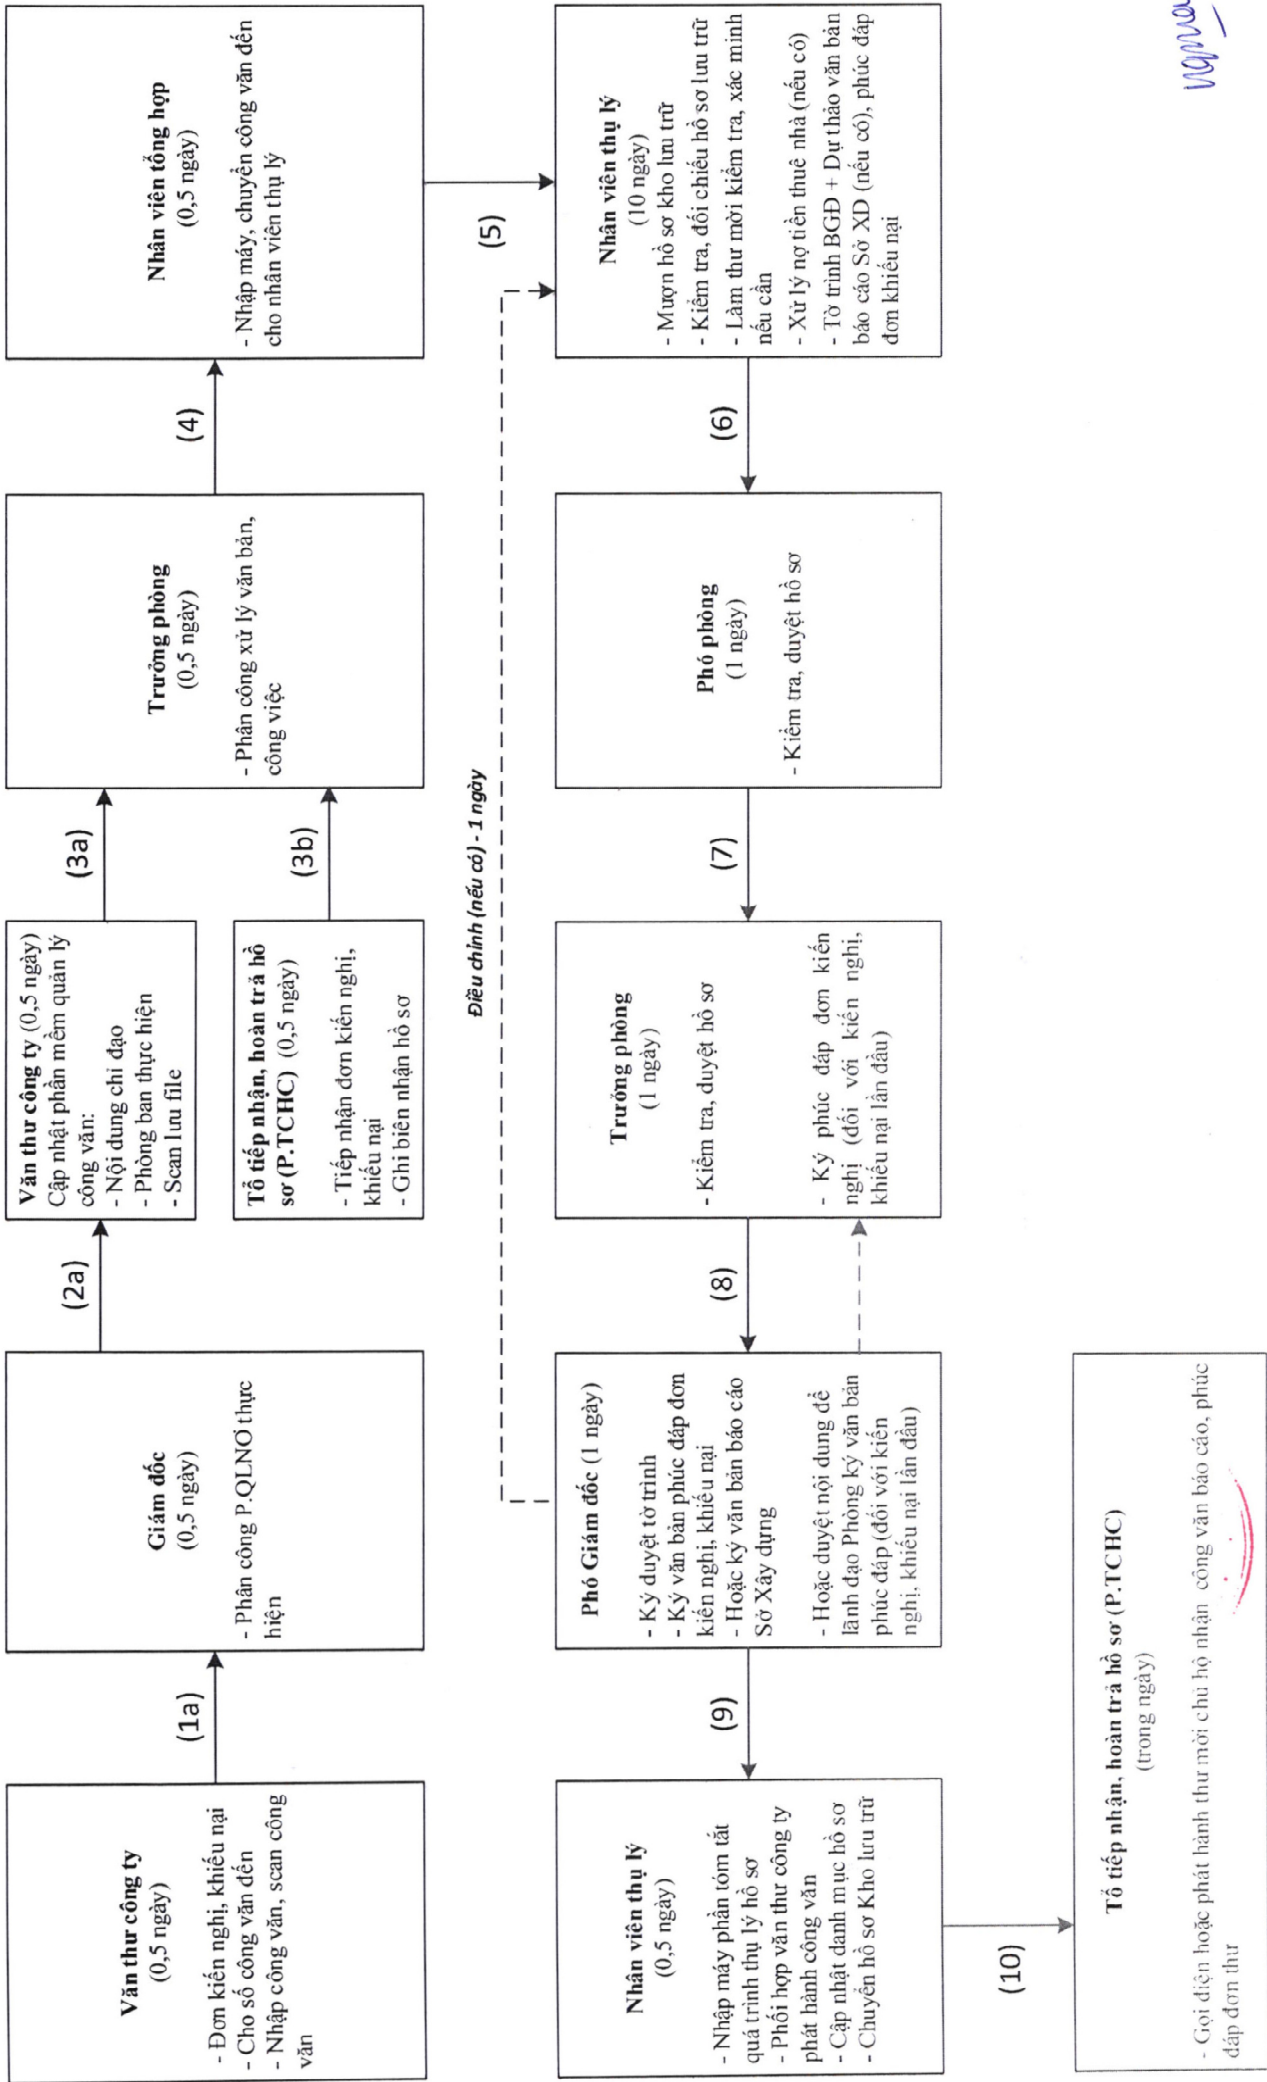 Văn thư công ty
(0,5 ngày)
- Đơn kiến nghị, khiếu nại
- Cho số công văn đến
- Nhập công văn, scan công
văn
(1a)
Giám đốc
(0,5 ngày)
- Phân công P.QLNƠ thực
hiện
(2a)
Văn thư công ty (0,5 ngày)
Cập nhật phần mềm quản lý
công văn:
- Nội dung chỉ đạo
- Phòng ban thực hiện
- Scan lưu file
(3a)
Tổ tiếp nhận, hoàn trả hồ
sơ (P.TCHC) (0,5 ngày)
- Tiếp nhận đơn kiến nghị,
khiếu nại
- Ghi biên nhận hồ sơ
(3b)
Trưởng phòng
(0,5 ngày)
- Phân công xử lý văn bản,
công việc
(4)
Nhân viên tổng hợp
(0,5 ngày)
- Nhập máy, chuyển công văn đến
cho nhân viên thụ lý
(5)
Điều chỉnh (nếu có) - 1 ngày
Nhân viên thụ lý
(10 ngày)
- Mượn hồ sơ kho lưu trữ
- Kiểm tra, đối chiếu hồ sơ lưu trữ
- Làm thư mời kiểm tra, xác minh
nếu cần
- Xử lý nợ tiền thuê nhà (nếu có)
- Tờ trình BGĐ + Dự thảo văn bản
báo cáo Sở XD (nếu có), phúc đáp
đơn khiếu nại
(6)
Phó phòng
(1 ngày)
- Kiểm tra, duyệt hồ sơ
(7)
Trưởng phòng
(1 ngày)
- Kiểm tra, duyệt hồ sơ
- Ký phúc đáp đơn kiến
nghị (đối với kiến nghị,
khiếu nại lần đầu)
(8)
Phó Giám đốc (1 ngày)
- Ký duyệt tờ trình
- Ký văn bản phúc đáp đơn
kiến nghị, khiếu nại
- Hoặc ký văn bản báo cáo
Sở Xây dựng
- Hoặc duyệt nội dung để
lãnh đạo Phòng ký văn bản
phúc đáp (đối với kiến
nghị, khiếu nại lần đầu)
(9)
Nhân viên thụ lý
(0,5 ngày)
- Nhập máy phần tóm tắt
quá trình thụ lý hồ sơ
- Phối hợp văn thư công ty
phát hành công văn
- Cập nhật danh mục hồ sơ
- Chuyển hồ sơ Kho lưu trữ
(10)
Tổ tiếp nhận, hoàn trả hồ sơ (P.TCHC)
(trong ngày)
- Gọi điện hoặc phát hành thư mời chủ hộ nhận công văn báo cáo, phúc
đáp đơn thư